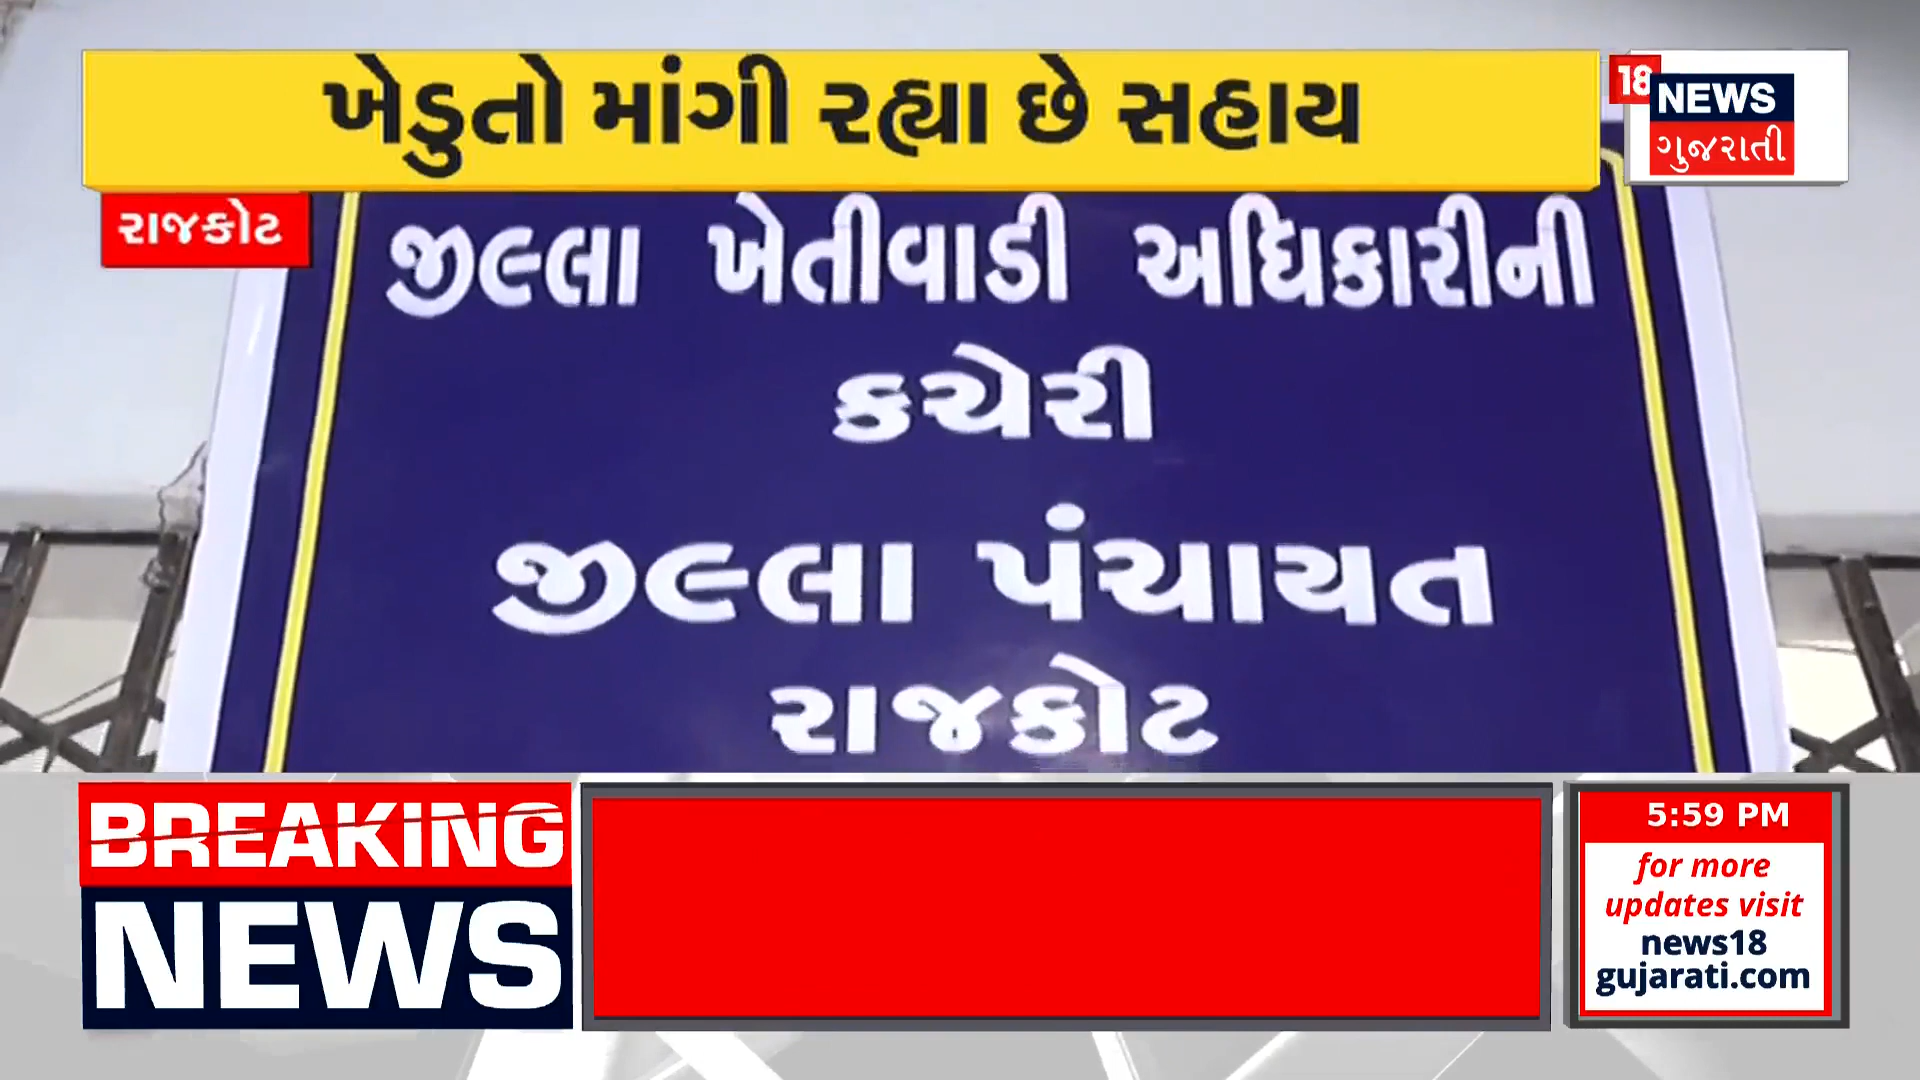 ખેડુતો માંગી રહ્યા છે સહાય
18
NEWS
ગુજરાતી
રાજકોટ
જીલ્લા ખેતીવાડી અધિકારીની
કચેરી
જીલ્લા પંચાયત
રાજકોટ
BREAKING
NEWS
5:59 PM
for more
updates visit
news18
gujarati.com